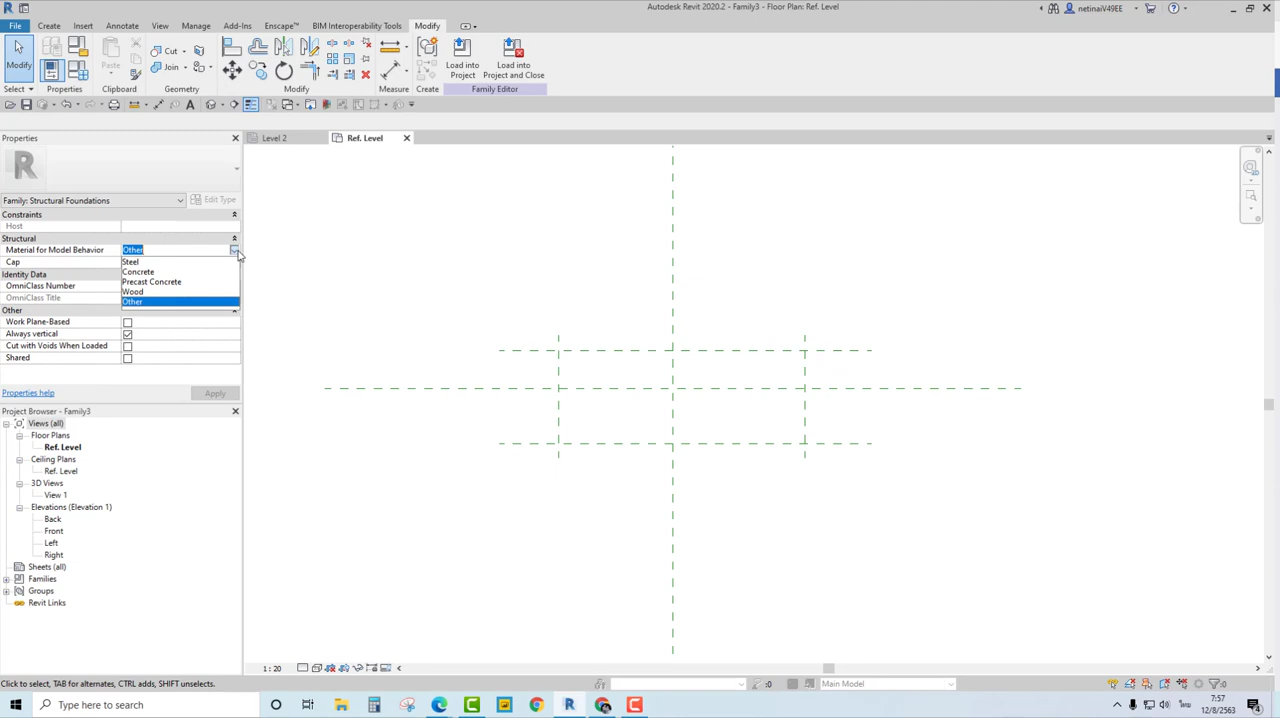 Autodesk Revit 2020.2 - Family3 - Floor Plan: Ref. Level
netinaiV49EE
File Create Insert Annotate View Manage Add-Ins Enscape™ BIM Interoperability Tools Modify
Modify Paste Cut Join Load into Project Load into Project and Close
Select Properties Clipboard Geometry Modify Measure Create Family Editor
Properties
Level 2
Ref. Level
Family: Structural Foundations
Edit Type
Constraints
Host
Structural
Material for Model Behavior Other
Cap Steel
Concrete
Identity Data
Precast Concrete
OmniClass Number
Wood
OmniClass Title Other
Other
Work Plane-Based
Always vertical
Cut with Voids When Loaded
Shared
Properties help
Apply
Project Browser - Family3
Views (all)
Floor Plans
Ref. Level
Ceiling Plans
Ref. Level
3D Views
View 1
Elevations (Elevation 1)
Back
Front
Left
Right
Sheets (all)
Families
Groups
Revit Links
1 : 20
Click to select, TAB for alternates, CTRL adds, SHIFT unselects.
:0
Main Model
:0
Type here to search
7:57
12/8/2563